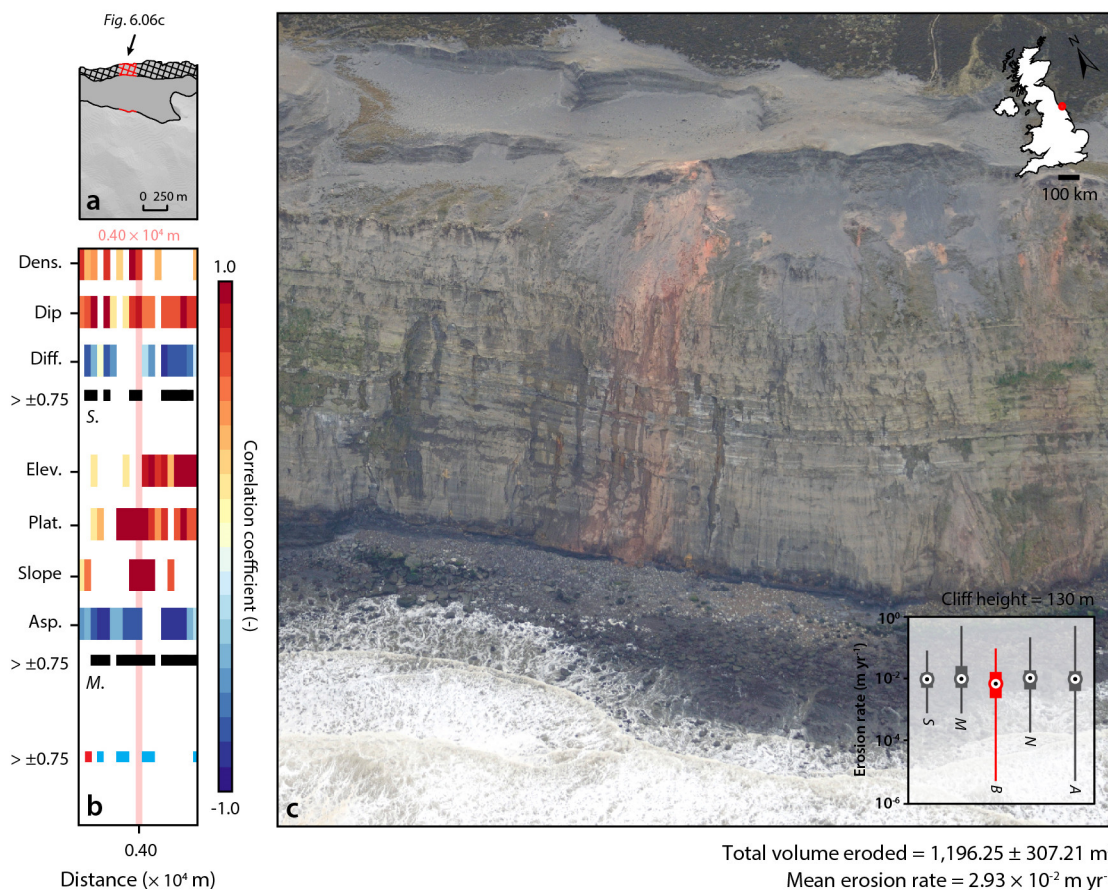 Fig. 6.06c
a
0 250 m
0.40 × 10⁴ m
Dens.
Dip
Diff.
> ±0.75
S.
Elev.
Plat.
Slope
Asp.
> ±0.75
M.
> ±0.75
b
0.40
Distance (× 10⁴ m)
1.0
Correlation coefficient (-)
-1.0
N
100 km
c
Cliff height = 130 m
Erosion rate (m yr⁻¹)
10⁰
10⁻²
10⁻⁴
10⁻⁶
S
M
B
N
A
Total volume eroded = 1,196.25 ± 307.21 m
Mean erosion rate = 2.93 × 10⁻² m yr⁻